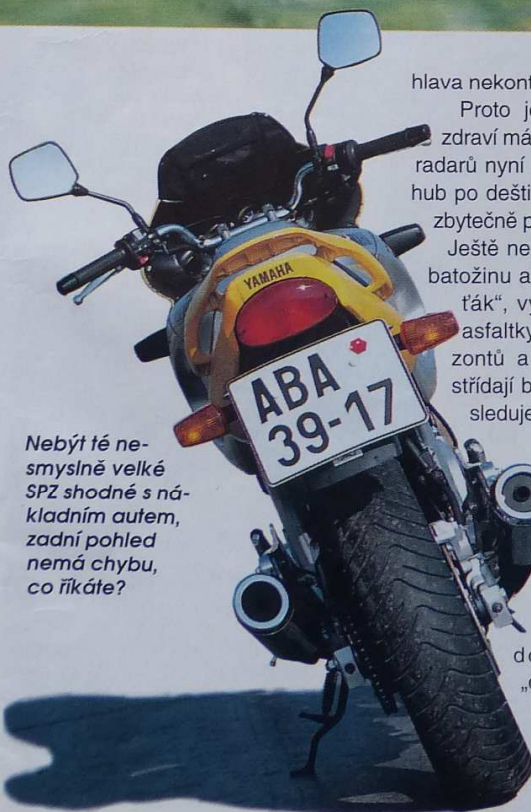 hlava nekont
Proto je
zdraví má
radarů nyní
hub po dešti
zbytečně p
Ještě ne
batožinu a
ťák“, vy
asfaltky
zontů a
střídají b
sleduje
YAMAHA
ABA
39-17
Nebýt té ne-
smyslně velké
SPZ shodné s ná-
kladním autem,
zadní pohled
nemá chybu,
co říkáte?